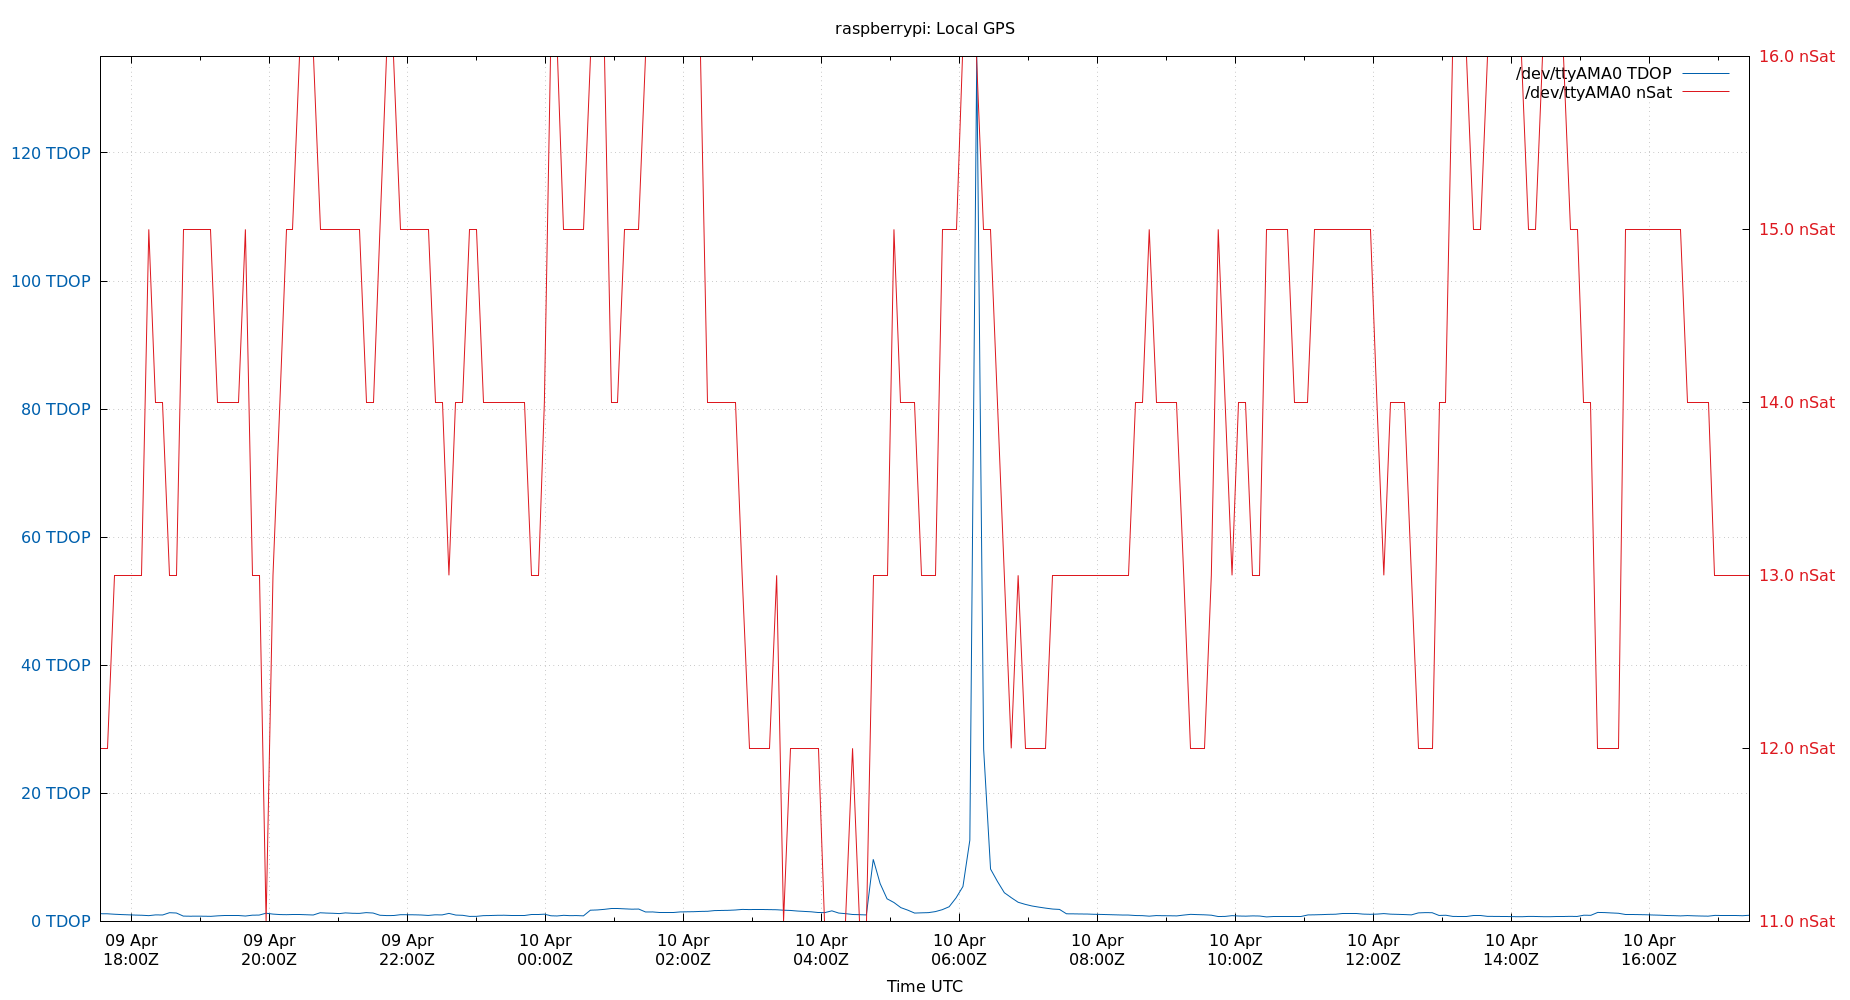 raspberrypi: Local GPS
/dev/ttyAMA0 TDOP
/dev/ttyAMA0 nSat
120 TDOP
100 TDOP
80 TDOP
60 TDOP
40 TDOP
20 TDOP
0 TDOP
16.0 nSat
15.0 nSat
14.0 nSat
13.0 nSat
12.0 nSat
11.0 nSat
09 Apr
18:00Z
09 Apr
20:00Z
09 Apr
22:00Z
10 Apr
00:00Z
10 Apr
02:00Z
10 Apr
04:00Z
10 Apr
06:00Z
10 Apr
08:00Z
10 Apr
10:00Z
10 Apr
12:00Z
10 Apr
14:00Z
10 Apr
16:00Z
Time UTC